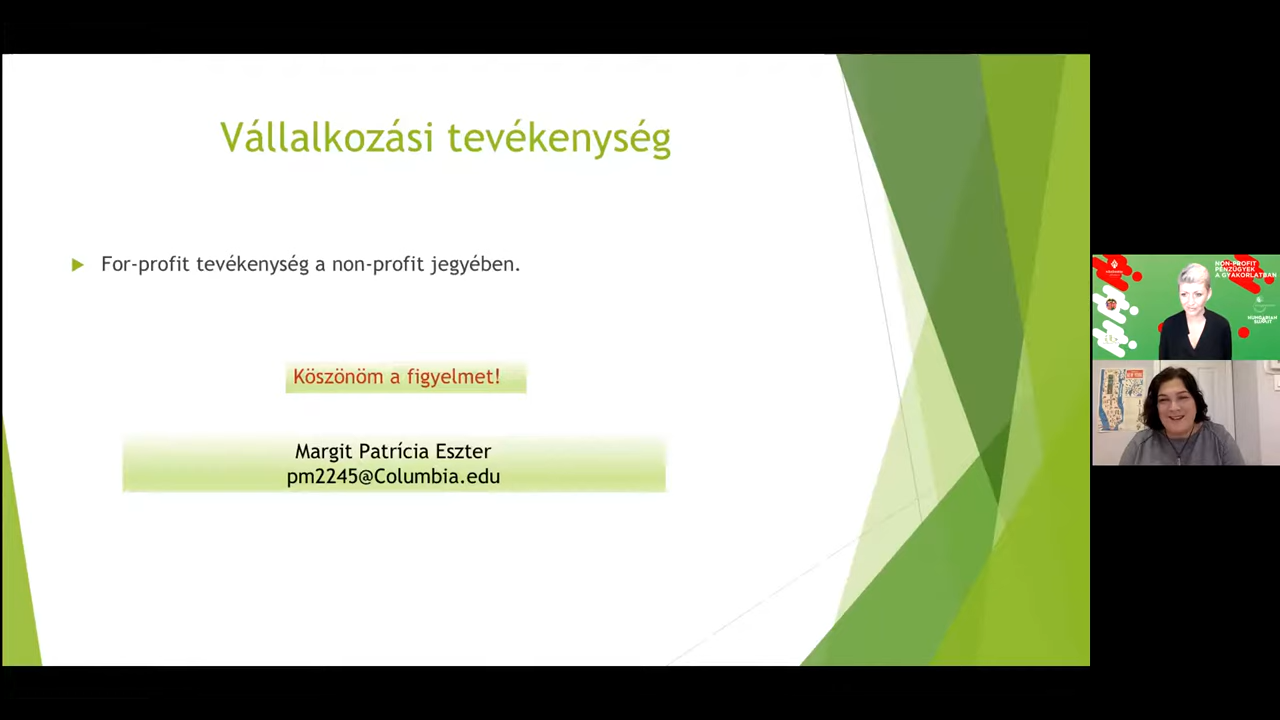 Vállalkozási tevékenység
For-profit tevékenység a non-profit jegyében.
Köszönöm a figyelmet!
Margit Patrícia Eszter
pm2245@Columbia.edu
NON-PROFIT
PÉNZÜGYEK
A GYAKORLATBAN
HUNGARIAN
SUMMIT